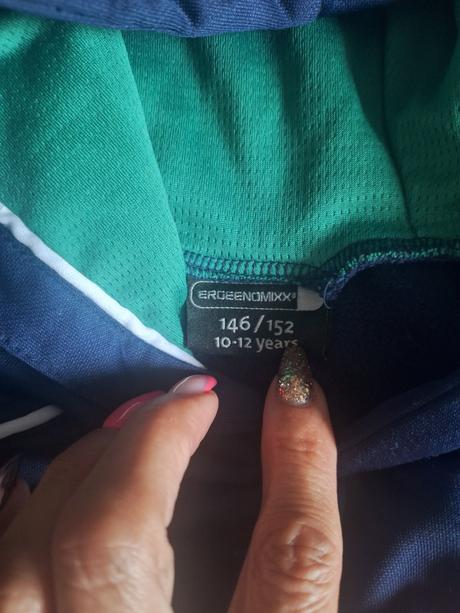 ERGEENOMIXX®
146/152
10-12 years